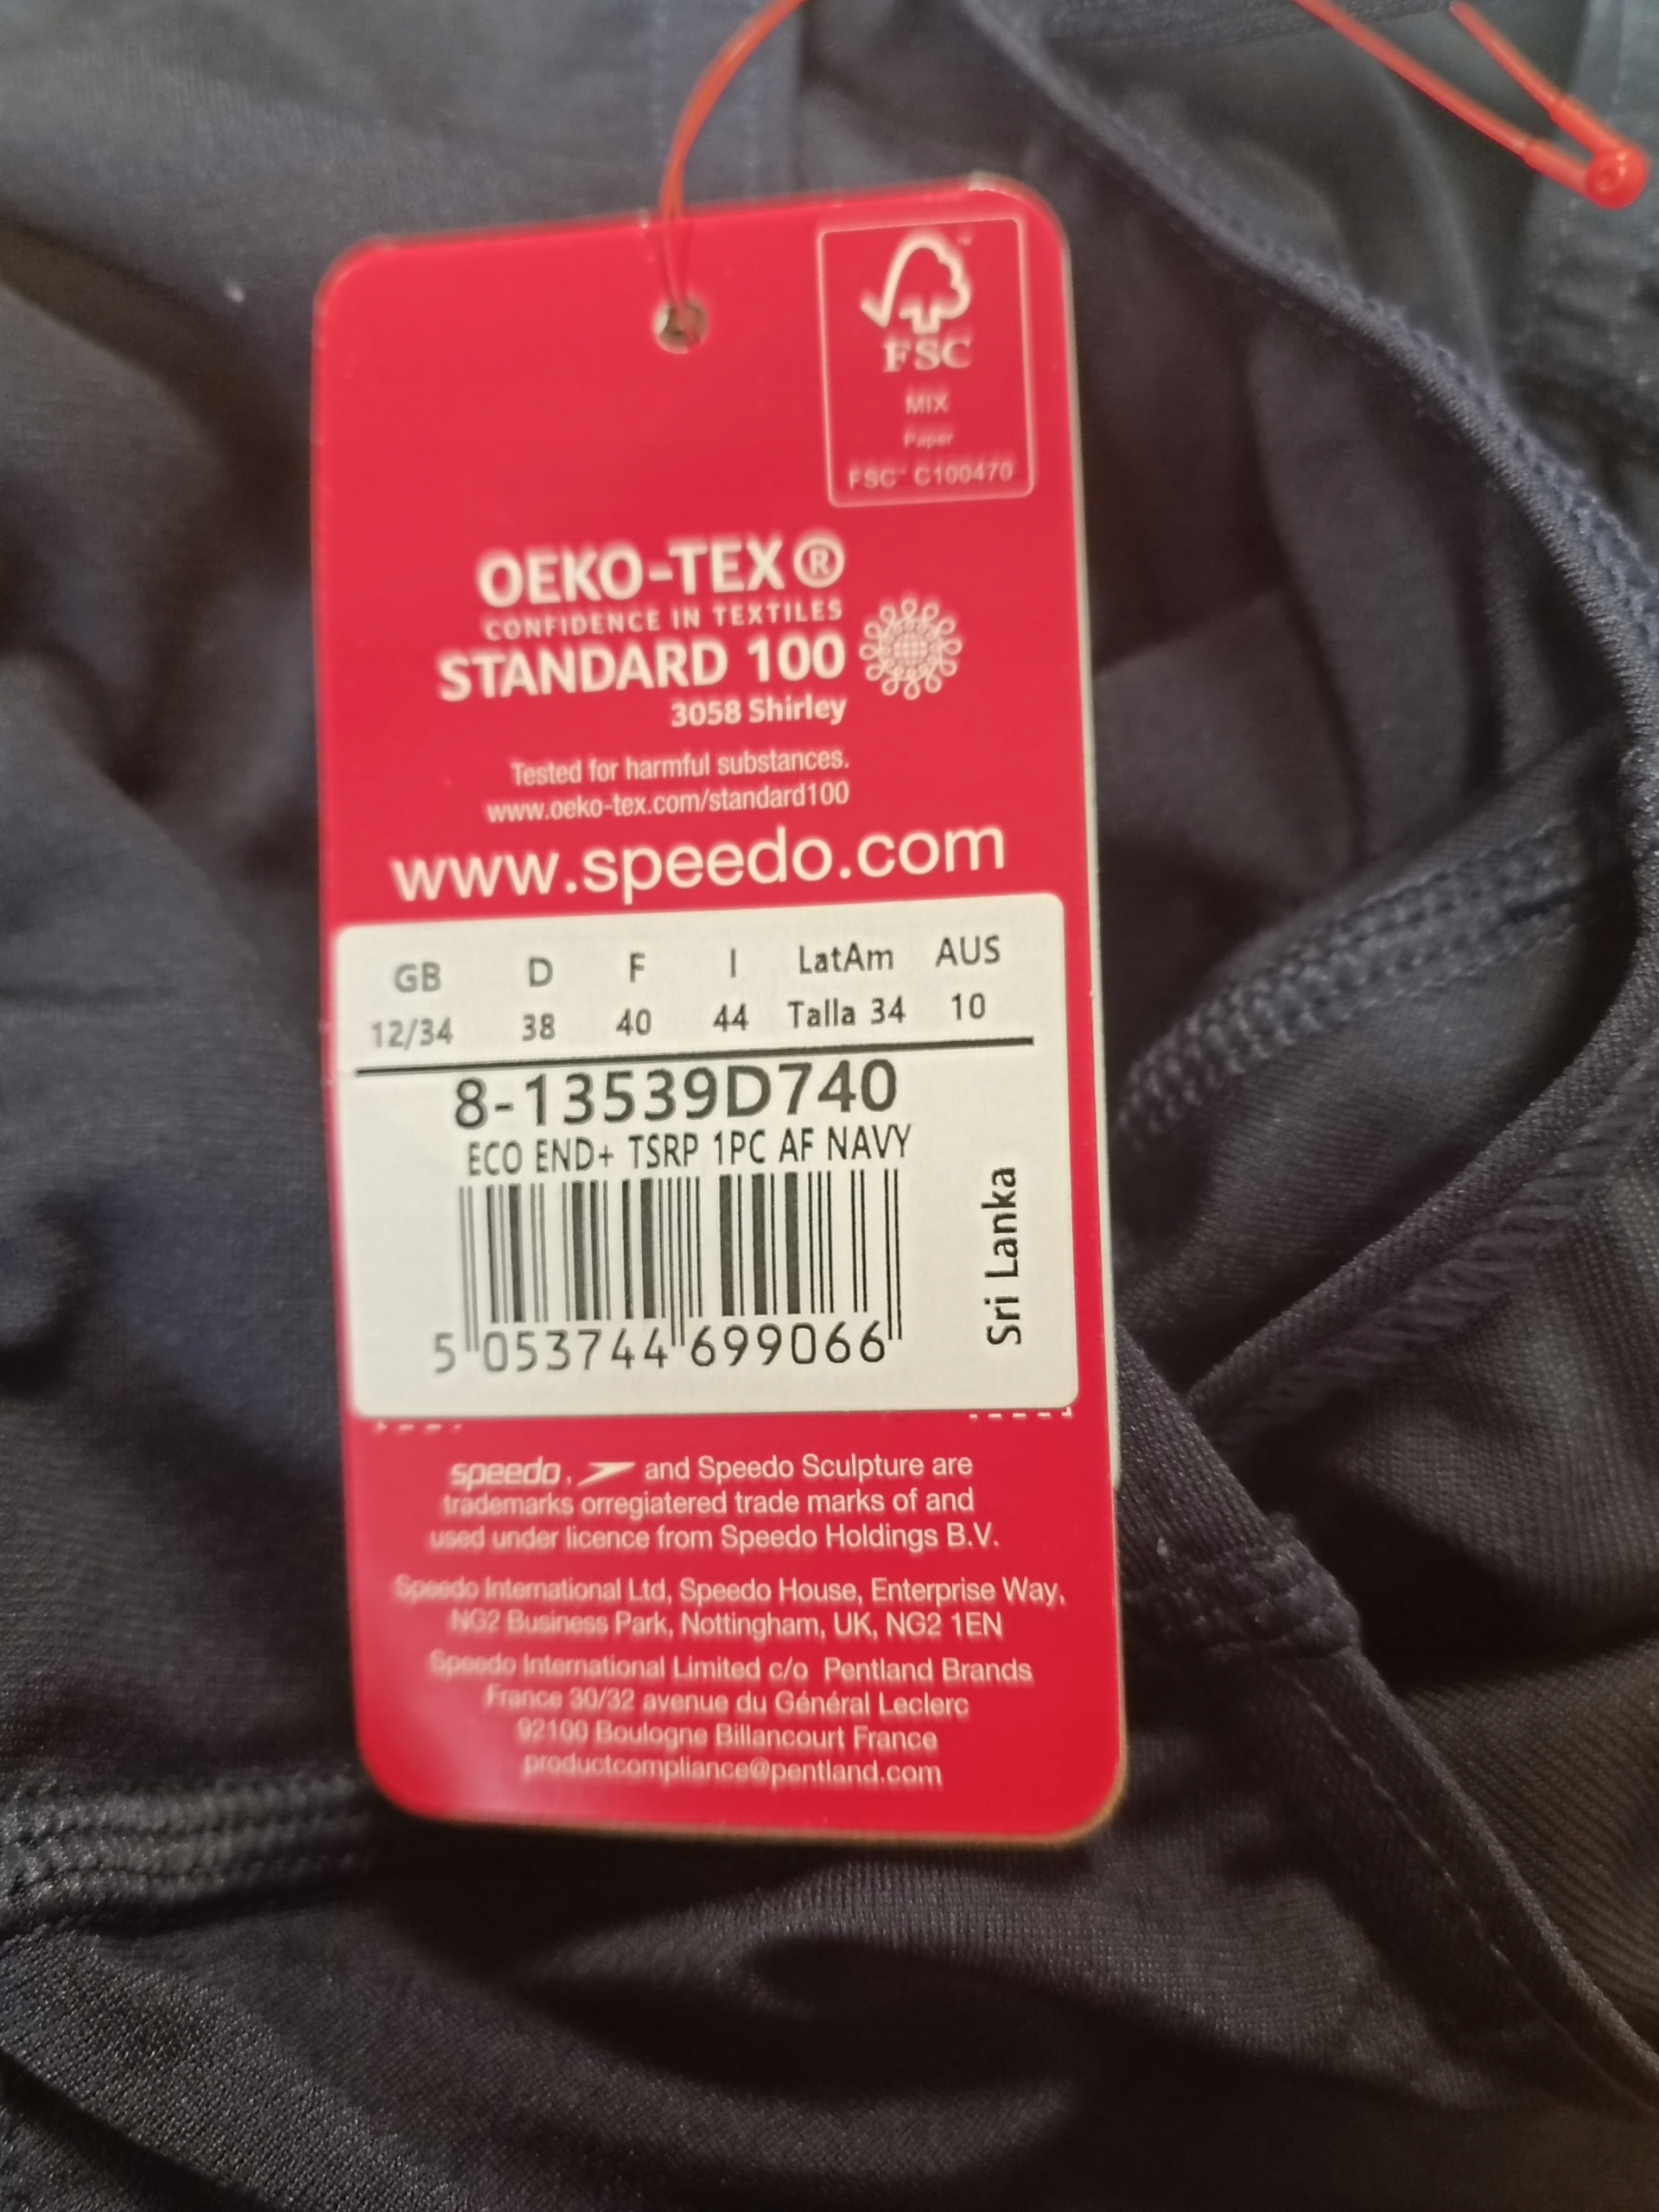 FSC
MIX
Paper
FSC™ C100470
OEKO-TEX®
CONFIDENCE IN TEXTILES
STANDARD 100
3058 Shirley
Tested for harmful substances.
www.oeko-tex.com/standard100
www.speedo.com
GB D F I LatAm AUS
12/34 38 40 44 Talla 34 10
8-13539D740
ECO END+ TSRP 1PC AF NAVY
Sri Lanka
5 053744 699066
speedo, and Speedo Sculpture are
trademarks orregiatered trade marks of and
used under licence from Speedo Holdings B.V.
Speedo International Ltd, Speedo House, Enterprise Way,
NG2 Business Park, Nottingham, UK, NG2 1EN
Speedo International Limited c/o Pentland Brands
France 30/32 avenue du Général Leclerc
92100 Boulogne Billancourt France
productcompliance@pentland.com